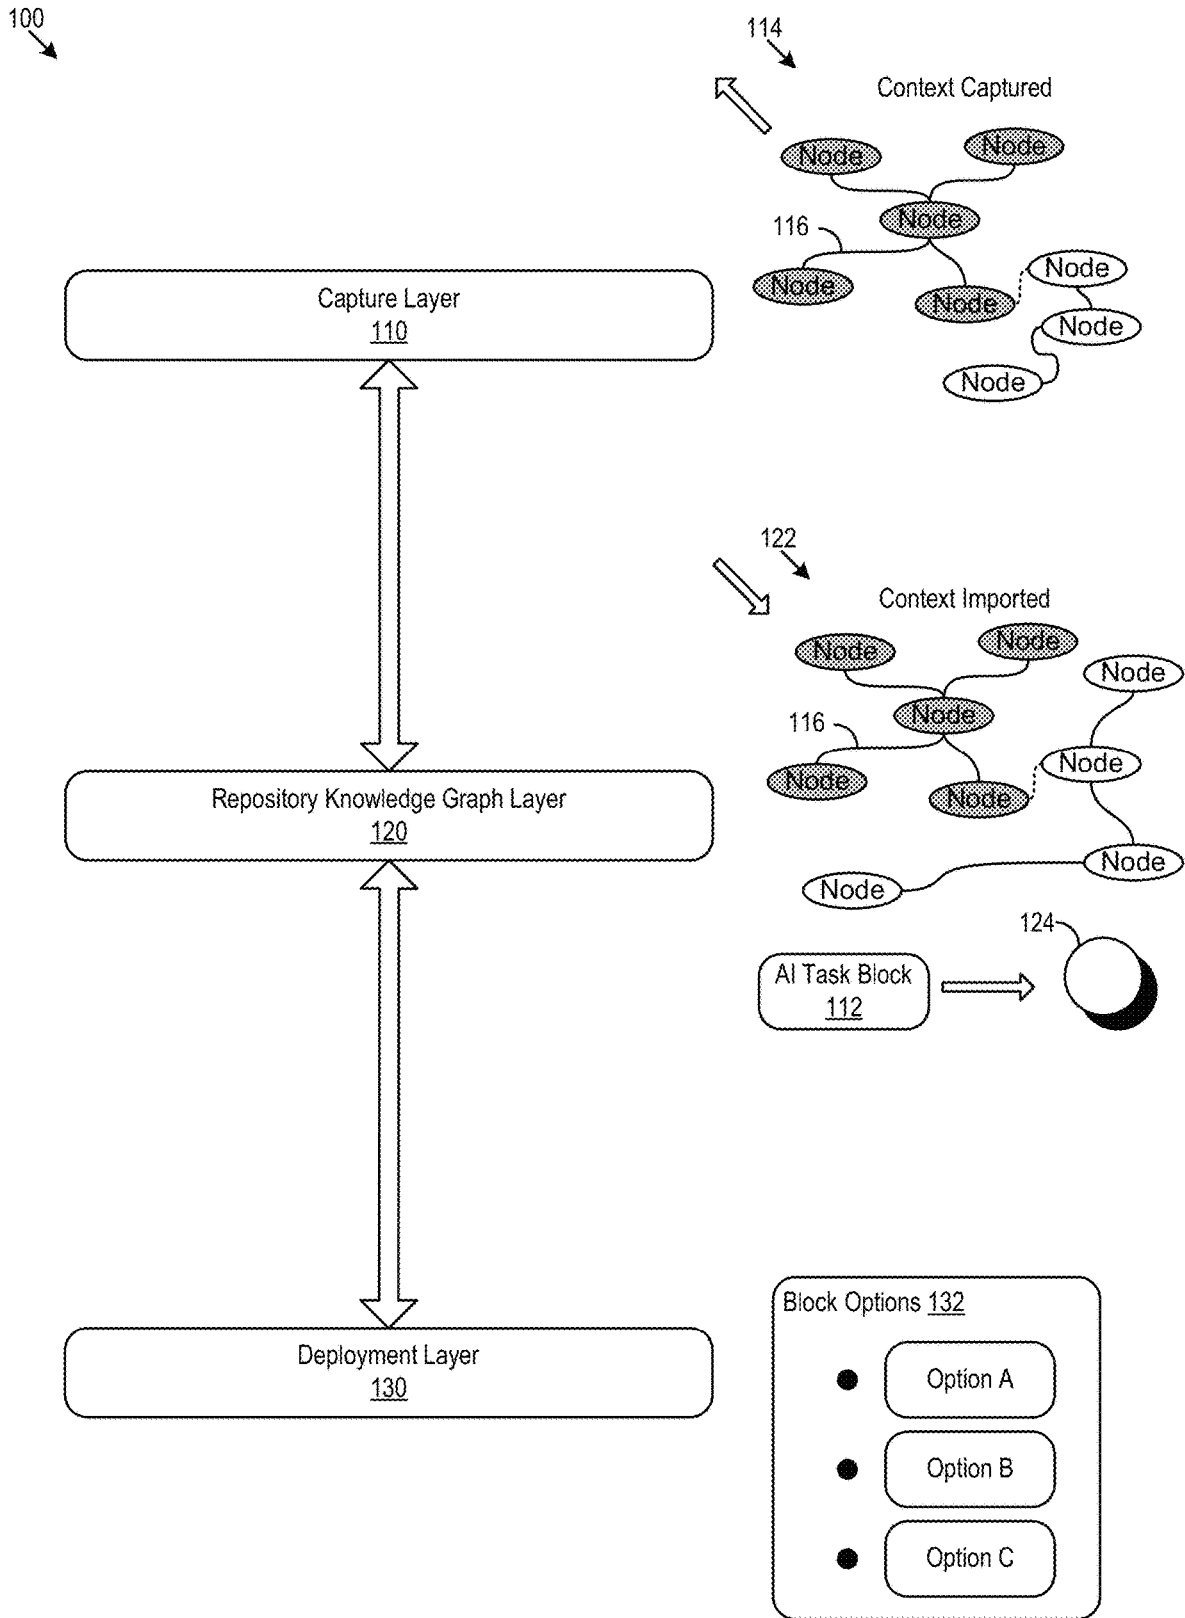 100
114
Context Captured
Node
Node
Node
116
Node
Node
Node
Node
Node
Capture Layer
110
122
Context Imported
Node
Node
Node
Node
116
Node
Node
Node
Node
Node
Repository Knowledge Graph Layer
120
124
AI Task Block
112
Block Options 132
Option A
Option B
Option C
Deployment Layer
130